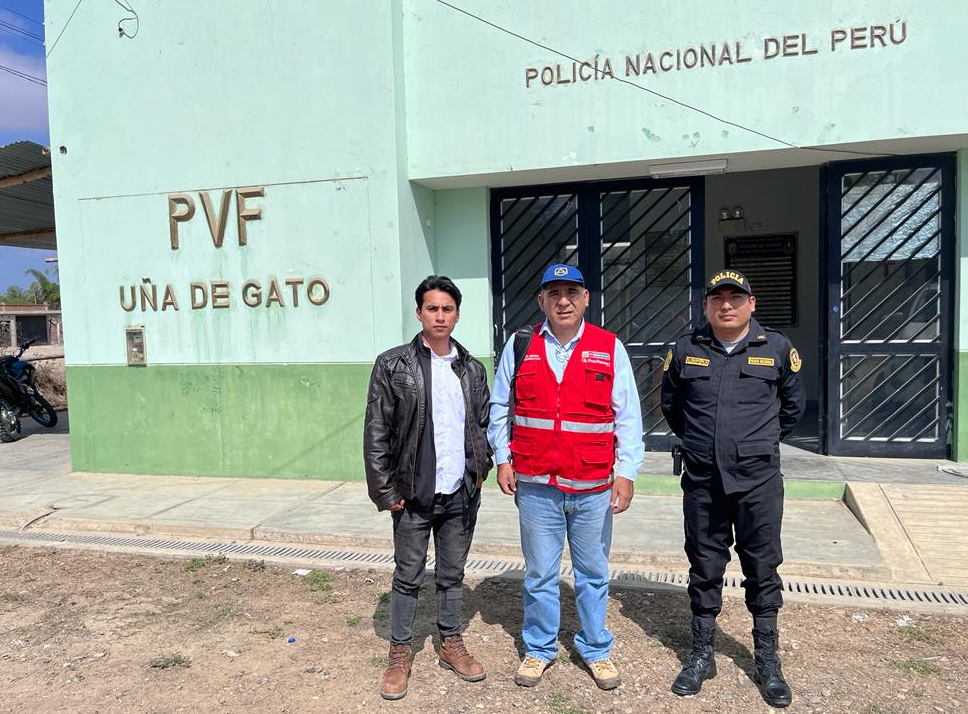 POLICÍA NACIONAL DEL PERÚ
PVF
UÑA DE GATO
POLICIA